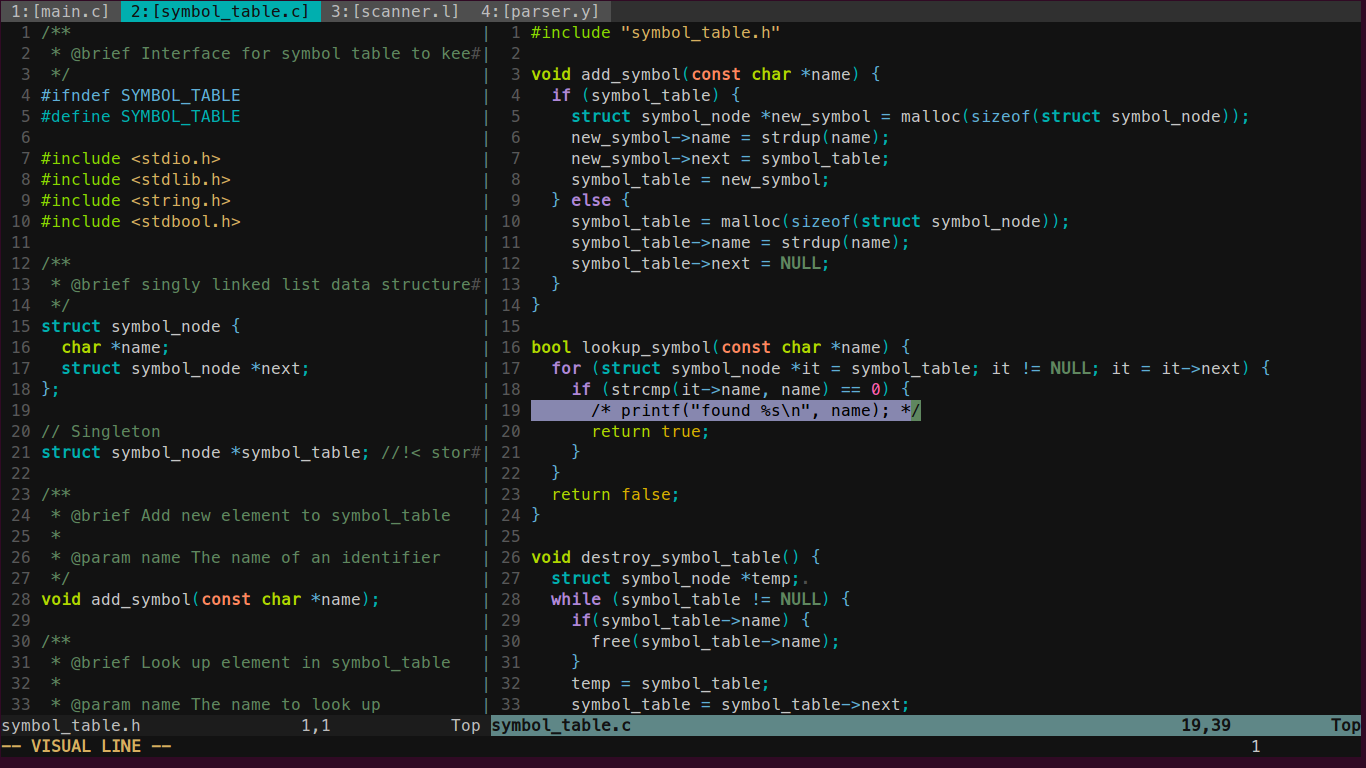 1:[main.c] 2:[symbol_table.c] 3:[scanner.l] 4:[parser.y]
1 /**
2  * @brief Interface for symbol table to kee#
3  */
4 #ifndef SYMBOL_TABLE
5 #define SYMBOL_TABLE
6
7 #include <stdio.h>
8 #include <stdlib.h>
9 #include <string.h>
10 #include <stdbool.h>
11
12 /**
13  * @brief singly linked list data structure#
14  */
15 struct symbol_node {
16   char *name;
17   struct symbol_node *next;
18 };
19
20 // Singleton
21 struct symbol_node *symbol_table; //!< stor#
22
23 /**
24  * @brief Add new element to symbol_table
25  *
26  * @param name The name of an identifier
27  */
28 void add_symbol(const char *name);
29
30 /**
31  * @brief Look up element in symbol_table
32  *
33  * @param name The name to look up
symbol_table.h 1,1 Top
1 #include "symbol_table.h"
2
3 void add_symbol(const char *name) {
4   if (symbol_table) {
5     struct symbol_node *new_symbol = malloc(sizeof(struct symbol_node));
6     new_symbol->name = strdup(name);
7     new_symbol->next = symbol_table;
8     symbol_table = new_symbol;
9   } else {
10     symbol_table = malloc(sizeof(struct symbol_node));
11     symbol_table->name = strdup(name);
12     symbol_table->next = NULL;
13   }
14 }
15
16 bool lookup_symbol(const char *name) {
17   for (struct symbol_node *it = symbol_table; it != NULL; it = it->next) {
18     if (strcmp(it->name, name) == 0) {
19       /* printf("found %s\n", name); */
20       return true;
21     }
22   }
23   return false;
24 }
25
26 void destroy_symbol_table() {
27   struct symbol_node *temp;.
28   while (symbol_table != NULL) {
29     if(symbol_table->name) {
30       free(symbol_table->name);
31     }
32     temp = symbol_table;
33     symbol_table = symbol_table->next;
symbol_table.c 19,39 Top
-- VISUAL LINE -- 1